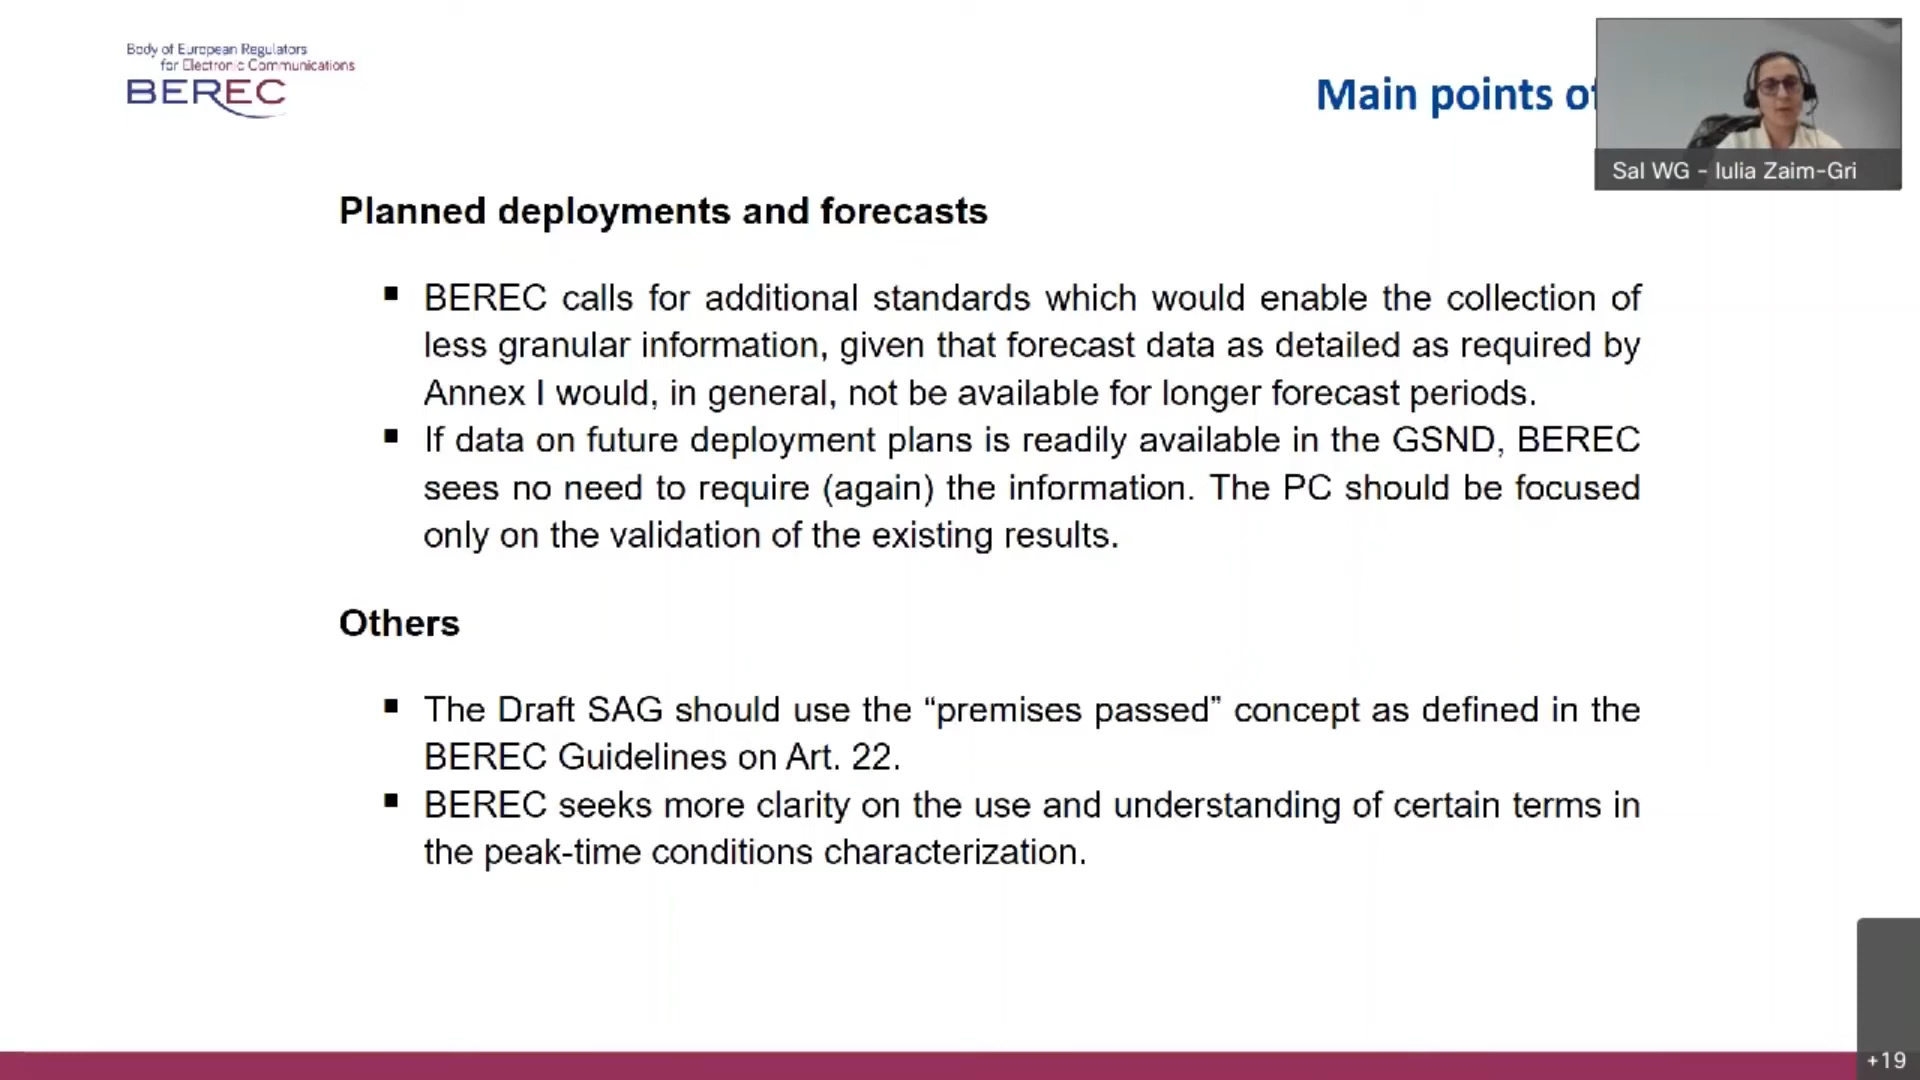 Body of European Regulators
for Electronic Communications
BEREC
Main points of
Sal WG - Iulia Zaim-Gri
Planned deployments and forecasts
▪ BEREC calls for additional standards which would enable the collection of
less granular information, given that forecast data as detailed as required by
Annex I would, in general, not be available for longer forecast periods.
▪ If data on future deployment plans is readily available in the GSND, BEREC
sees no need to require (again) the information. The PC should be focused
only on the validation of the existing results.
Others
▪ The Draft SAG should use the “premises passed” concept as defined in the
BEREC Guidelines on Art. 22.
▪ BEREC seeks more clarity on the use and understanding of certain terms in
the peak-time conditions characterization.
+19